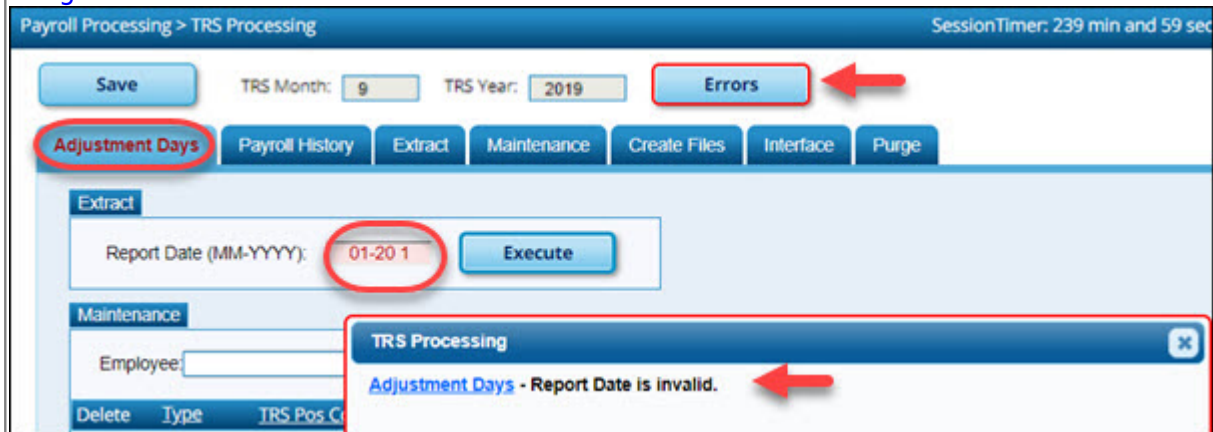 Payroll Processing > TRS Processing SessionTimer: 239 min and 59 sec
Save TRS Month: 9 TRS Year: 2019 Errors
Adjustment Days Payroll History Extract Maintenance Create Files Interface Purge
Extract
Report Date (MM-YYYY): 01-20 1 Execute
Maintenance
Employee:
TRS Processing
Adjustment Days - Report Date is invalid.
Delete Type TRS Pos